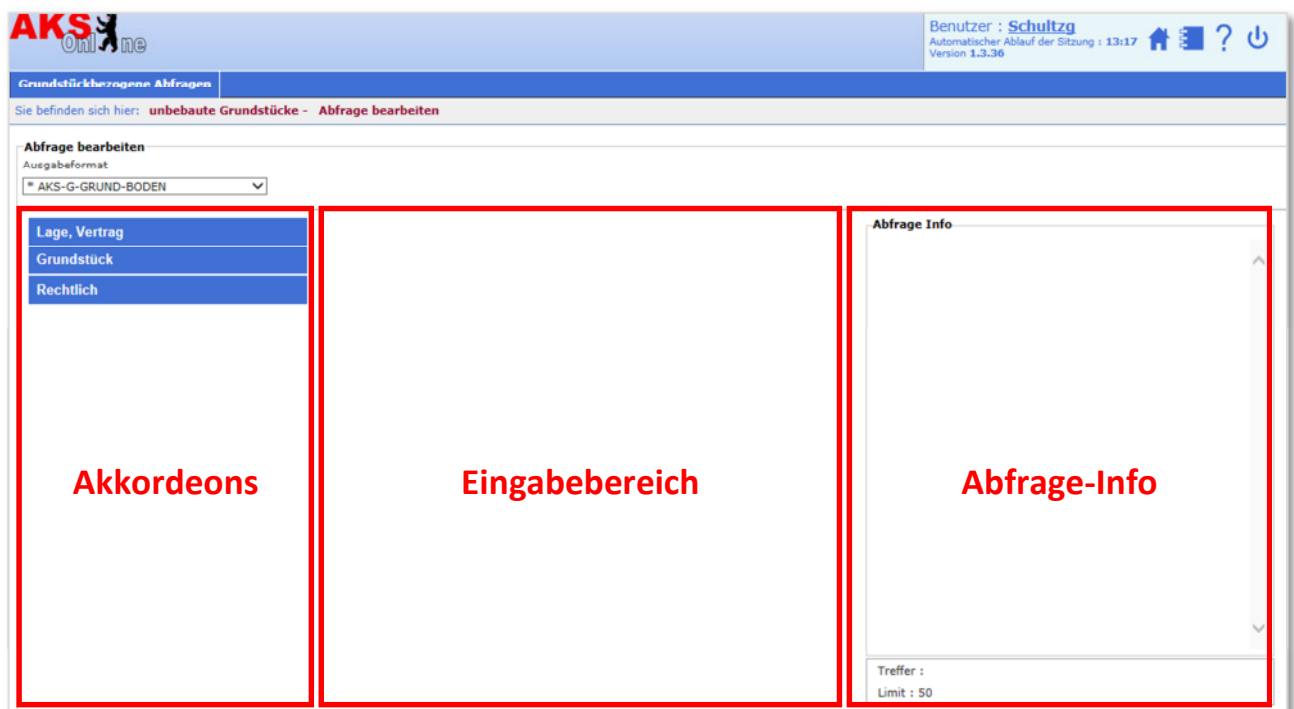 AKS
Online
Benutzer : Schultzg
Automatischer Ablauf der Sitzung : 13:17
Version 1.3.36
Grundstückbezogene Abfragen
Sie befinden sich hier: unbebaute Grundstücke - Abfrage bearbeiten
Abfrage bearbeiten
Ausgabeformat
* AKS-G-GRUND-BODEN
Lage, Vertrag
Grundstück
Rechtlich
Akkordeons
Eingabebereich
Abfrage Info
Abfrage-Info
Treffer :
Limit : 50